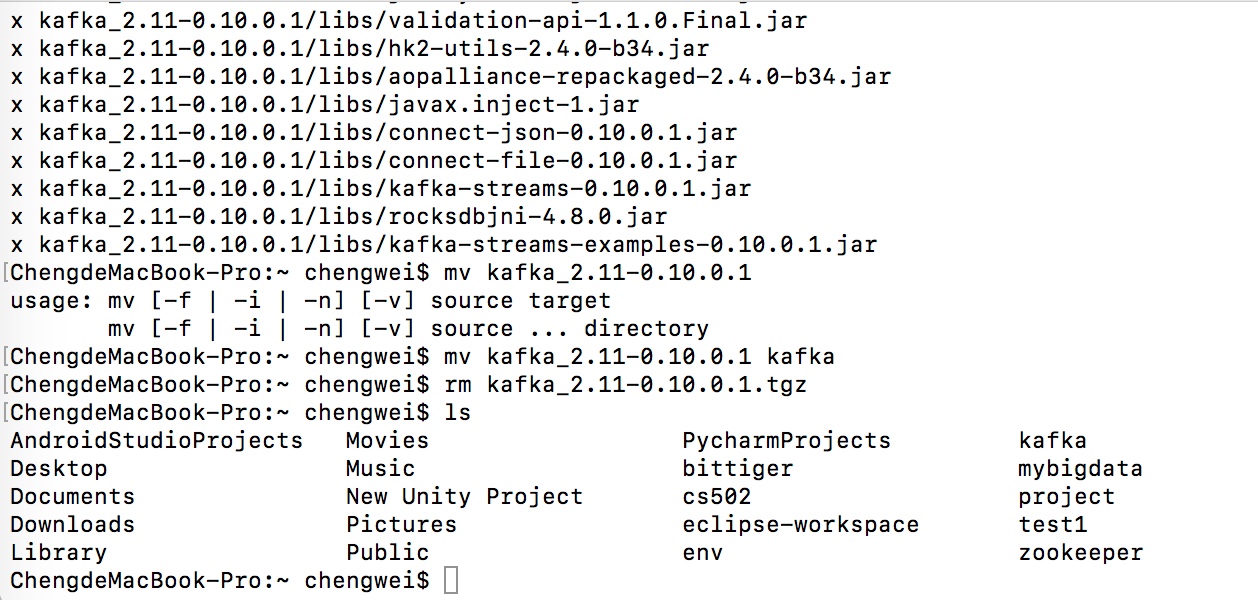 x kafka_2.11-0.10.0.1/libs/validation-api-1.1.0.Final.jar
x kafka_2.11-0.10.0.1/libs/hk2-utils-2.4.0-b34.jar
x kafka_2.11-0.10.0.1/libs/aopalliance-repackaged-2.4.0-b34.jar
x kafka_2.11-0.10.0.1/libs/javax.inject-1.jar
x kafka_2.11-0.10.0.1/libs/connect-json-0.10.0.1.jar
x kafka_2.11-0.10.0.1/libs/connect-file-0.10.0.1.jar
x kafka_2.11-0.10.0.1/libs/kafka-streams-0.10.0.1.jar
x kafka_2.11-0.10.0.1/libs/rocksdbjni-4.8.0.jar
x kafka_2.11-0.10.0.1/libs/kafka-streams-examples-0.10.0.1.jar
[ChengdeMacBook-Pro:~ chengwei$ mv kafka_2.11-0.10.0.1
usage: mv [-f | -i | -n] [-v] source target
       mv [-f | -i | -n] [-v] source ... directory
[ChengdeMacBook-Pro:~ chengwei$ mv kafka_2.11-0.10.0.1 kafka
[ChengdeMacBook-Pro:~ chengwei$ rm kafka_2.11-0.10.0.1.tgz
[ChengdeMacBook-Pro:~ chengwei$ ls
AndroidStudioProjects   Movies                  PycharmProjects         kafka
Desktop                 Music                   bittiger                mybigdata
Documents               New Unity Project       cs502                   project
Downloads               Pictures                eclipse-workspace       test1
Library                 Public                  env                     zookeeper
ChengdeMacBook-Pro:~ chengwei$